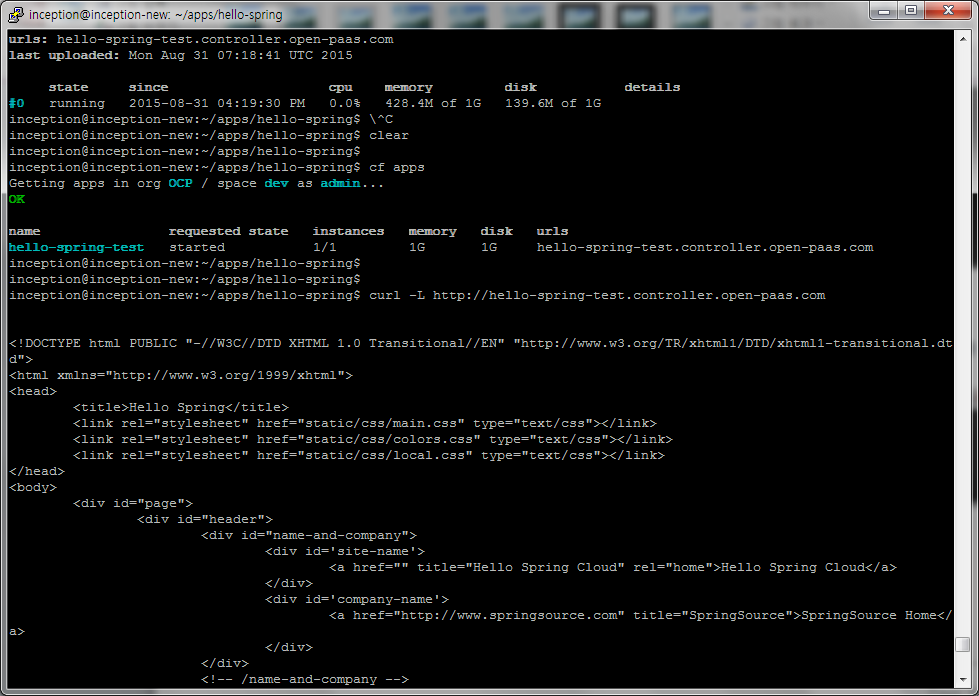 inception@inception-new: ~/apps/hello-spring
urls: hello-spring-test.controller.open-paas.com
last uploaded: Mon Aug 31 07:18:41 UTC 2015
state since cpu memory disk details
#0 running 2015-08-31 04:19:30 PM 0.0% 428.4M of 1G 139.6M of 1G
inception@inception-new:~/apps/hello-spring$ \^C
inception@inception-new:~/apps/hello-spring$ clear
inception@inception-new:~/apps/hello-spring$
inception@inception-new:~/apps/hello-spring$ cf apps
Getting apps in org OCP / space dev as admin...
OK
name requested state instances memory disk urls
hello-spring-test started 1/1 1G 1G hello-spring-test.controller.open-paas.com
inception@inception-new:~/apps/hello-spring$
inception@inception-new:~/apps/hello-spring$
inception@inception-new:~/apps/hello-spring$ curl -L http://hello-spring-test.controller.open-paas.com
<!DOCTYPE html PUBLIC "-//W3C//DTD XHTML 1.0 Transitional//EN" "http://www.w3.org/TR/xhtml1/DTD/xhtml1-transitional.dt
d">
<html xmlns="http://www.w3.org/1999/xhtml">
<head>
<title>Hello Spring</title>
<link rel="stylesheet" href="static/css/main.css" type="text/css"></link>
<link rel="stylesheet" href="static/css/colors.css" type="text/css"></link>
<link rel="stylesheet" href="static/css/local.css" type="text/css"></link>
</head>
<body>
<div id="page">
<div id="header">
<div id="name-and-company">
<div id='site-name'>
<a href="" title="Hello Spring Cloud" rel="home">Hello Spring Cloud</a>
</div>
<div id='company-name'>
<a href="http://www.springsource.com" title="SpringSource">SpringSource Home</
a>
</div>
</div>
<!-- /name-and-company -->